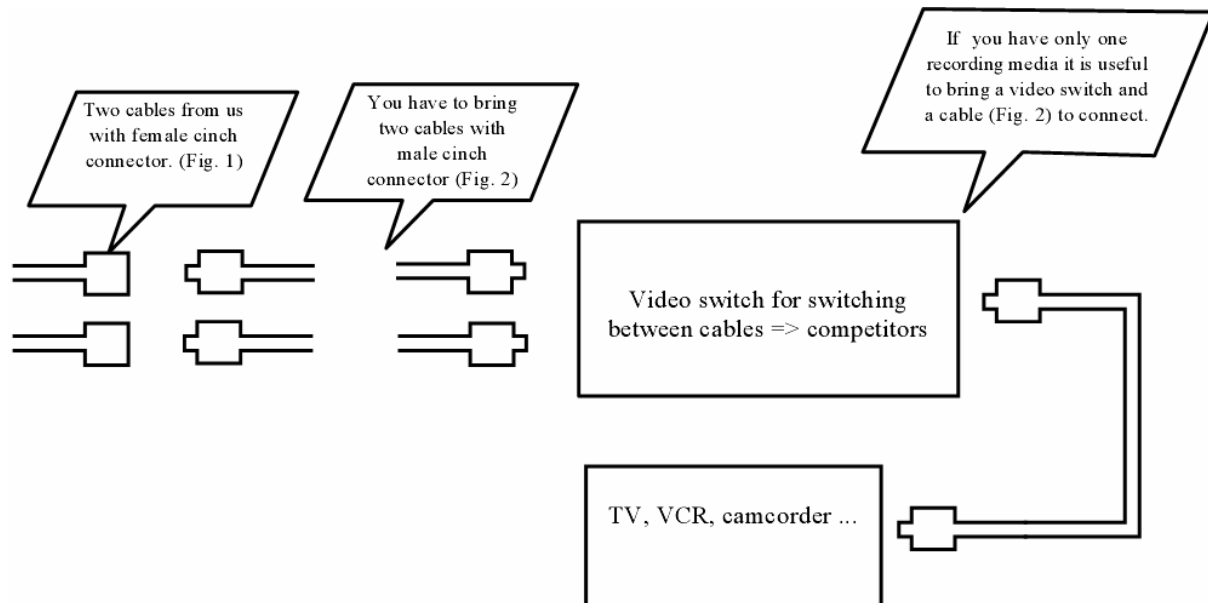 Two cables from us
with female cinch
connector. (Fig. 1)
You have to bring
two cables with
male cinch
connector (Fig. 2)
If you have only one
recording media it is useful
to bring a video switch and
a cable (Fig. 2) to connect.
Video switch for switching
between cables => competitors
TV, VCR, camcorder ...